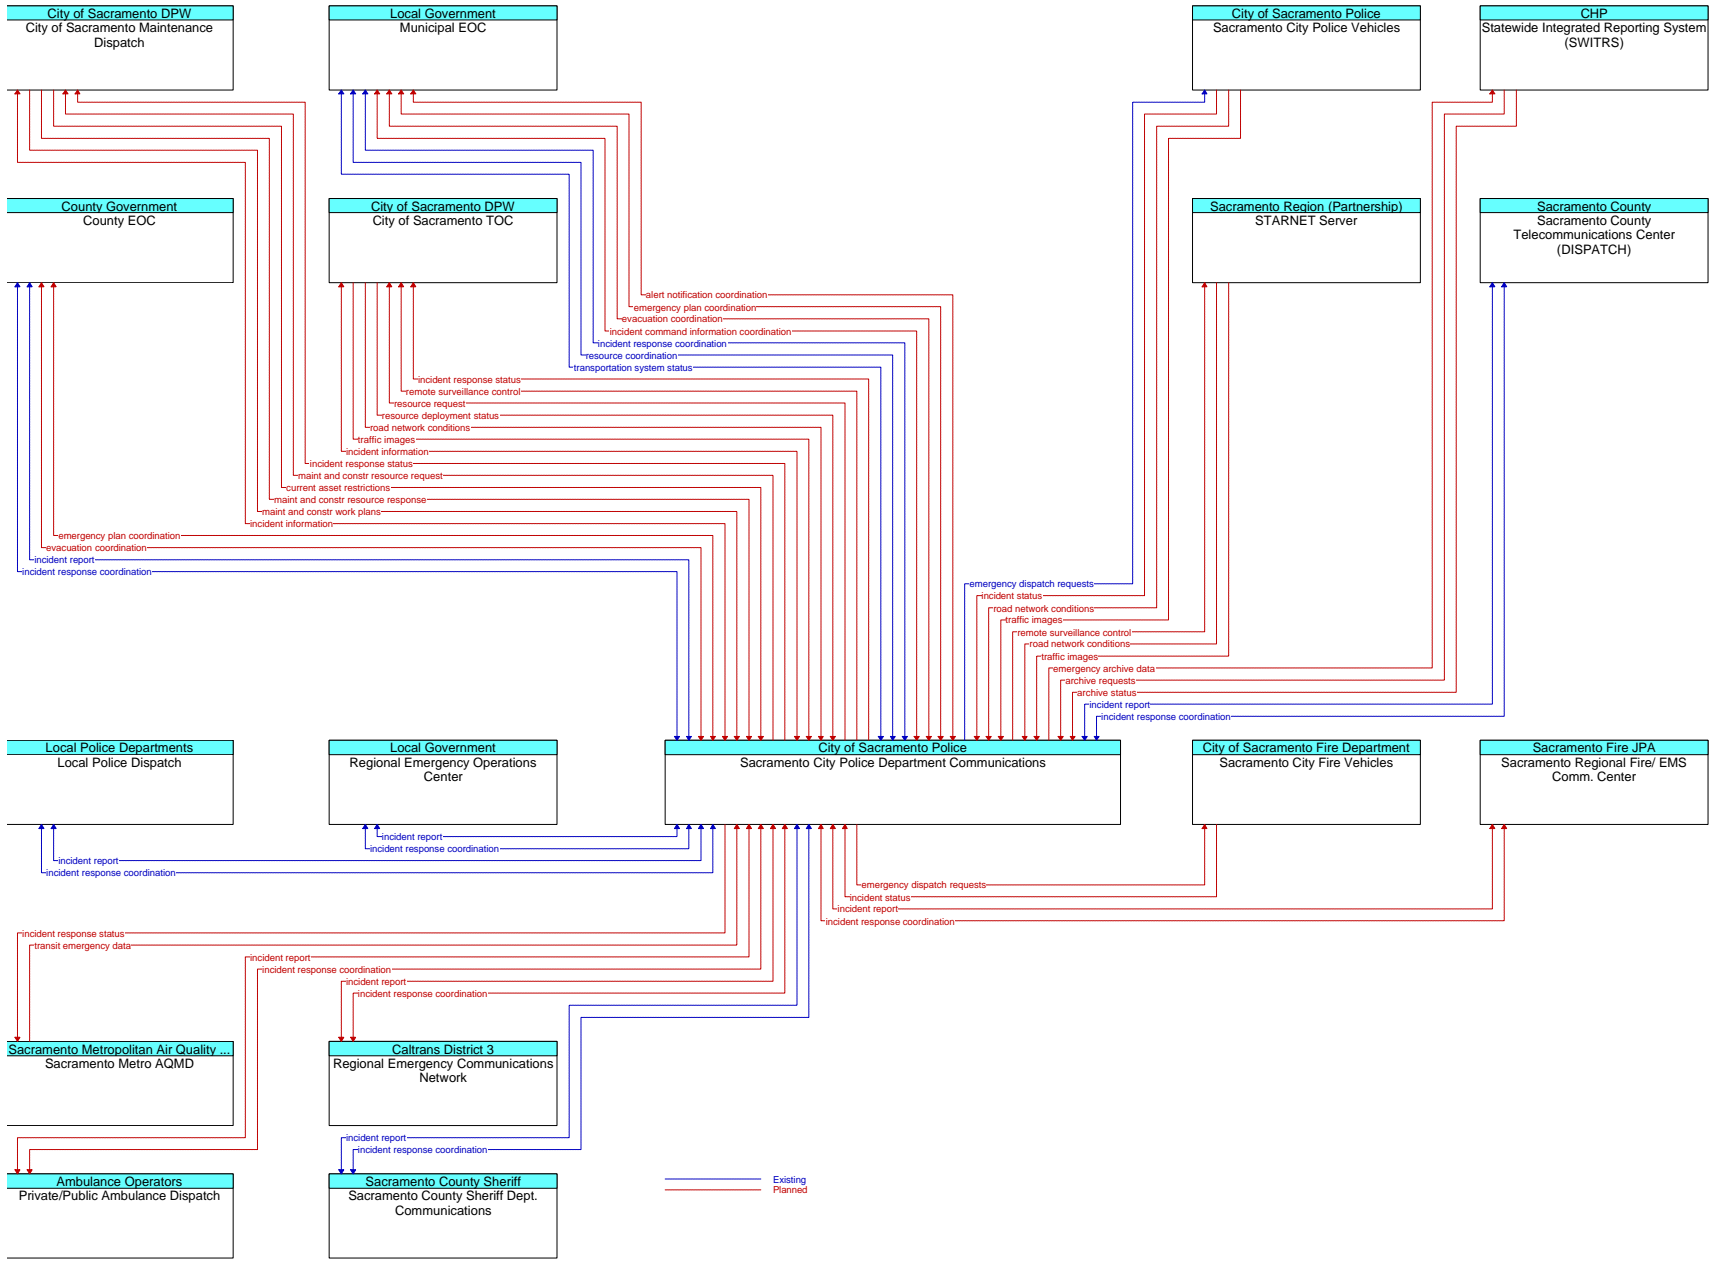 City of Sacramento DPW
City of Sacramento Maintenance
Dispatch
Local Government
Municipal EOC
City of Sacramento Police
Sacramento City Police Vehicles
CHP
Statewide Integrated Reporting System
(SWITRS)
County Government
County EOC
City of Sacramento DPW
City of Sacramento TOC
Sacramento Region (Partnership)
STARNET Server
Sacramento County
Sacramento County
Telecommunications Center
(DISPATCH)
alert notification coordination
emergency plan coordination
evacuation coordination
incident command information coordination
incident response coordination
resource coordination
transportation system status
incident response status
remote surveillance control
resource request
resource deployment status
road network conditions
traffic images
incident information
incident response status
maint and constr resource request
current asset restrictions
maint and constr resource response
maint and constr work plans
incident information
emergency plan coordination
evacuation coordination
incident report
incident response coordination
emergency dispatch requests
incident status
road network conditions
traffic images
remote surveillance control
road network conditions
traffic images
emergency archive data
archive requests
archive status
incident report
incident response coordination
Local Police Departments
Local Police Dispatch
Local Government
Regional Emergency Operations
Center
City of Sacramento Police
Sacramento City Police Department Communications
City of Sacramento Fire Department
Sacramento City Fire Vehicles
Sacramento Fire JPA
Sacramento Regional Fire/ EMS
Comm. Center
incident report
incident response coordination
incident report
incident response coordination
emergency dispatch requests
incident status
incident report
incident response coordination
incident response status
transit emergency data
incident report
incident response coordination
incident report
incident response coordination
Sacramento Metropolitan Air Quality ...
Sacramento Metro AQMD
Caltrans District 3
Regional Emergency Communications
Network
incident report
incident response coordination
Ambulance Operators
Private/Public Ambulance Dispatch
Sacramento County Sheriff
Sacramento County Sheriff Dept.
Communications
Existing
Planned